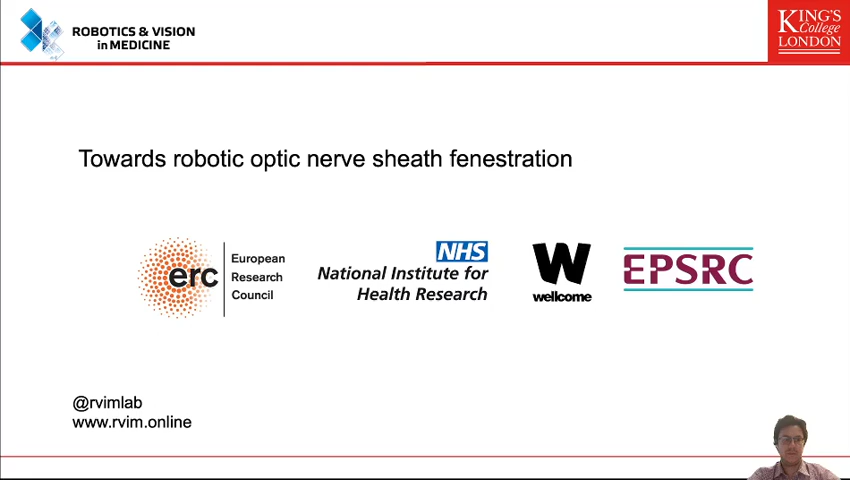 ROBOTICS & VISION
in MEDICINE
KING'S
College
LONDON
Towards robotic optic nerve sheath fenestration
erc
European
Research
Council
NHS
National Institute for
Health Research
W
wellcome
EPSRC
@rvimlab
www.rvim.online